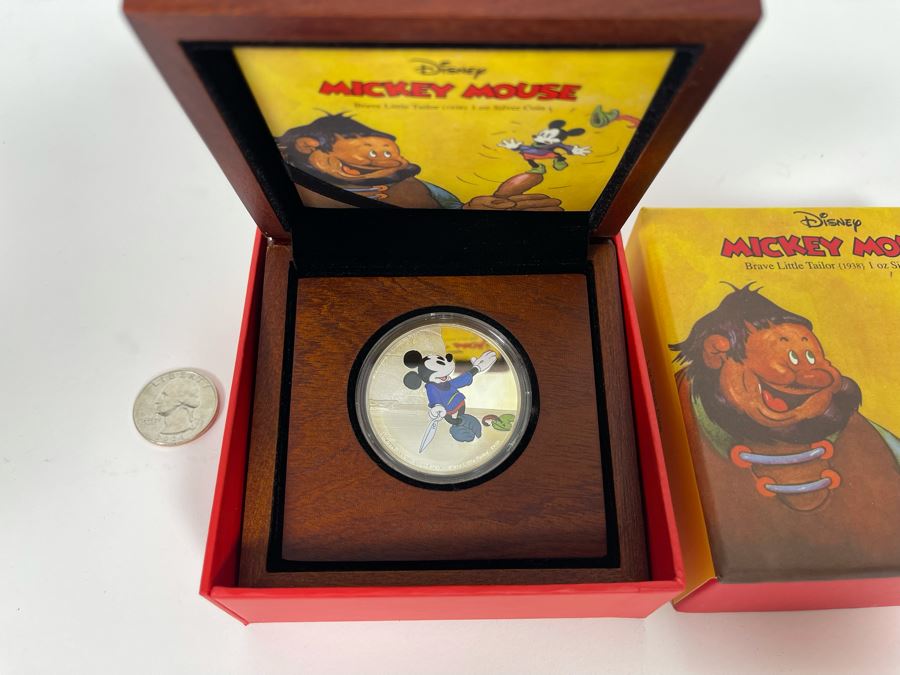 Disney
MICKEY MOUSE
Brave Little Tailor (1938) 1 oz Silver Coin
Disney
MICKEY MOU
Brave Little Tailor (1938) 1 oz Si
LIBERTY